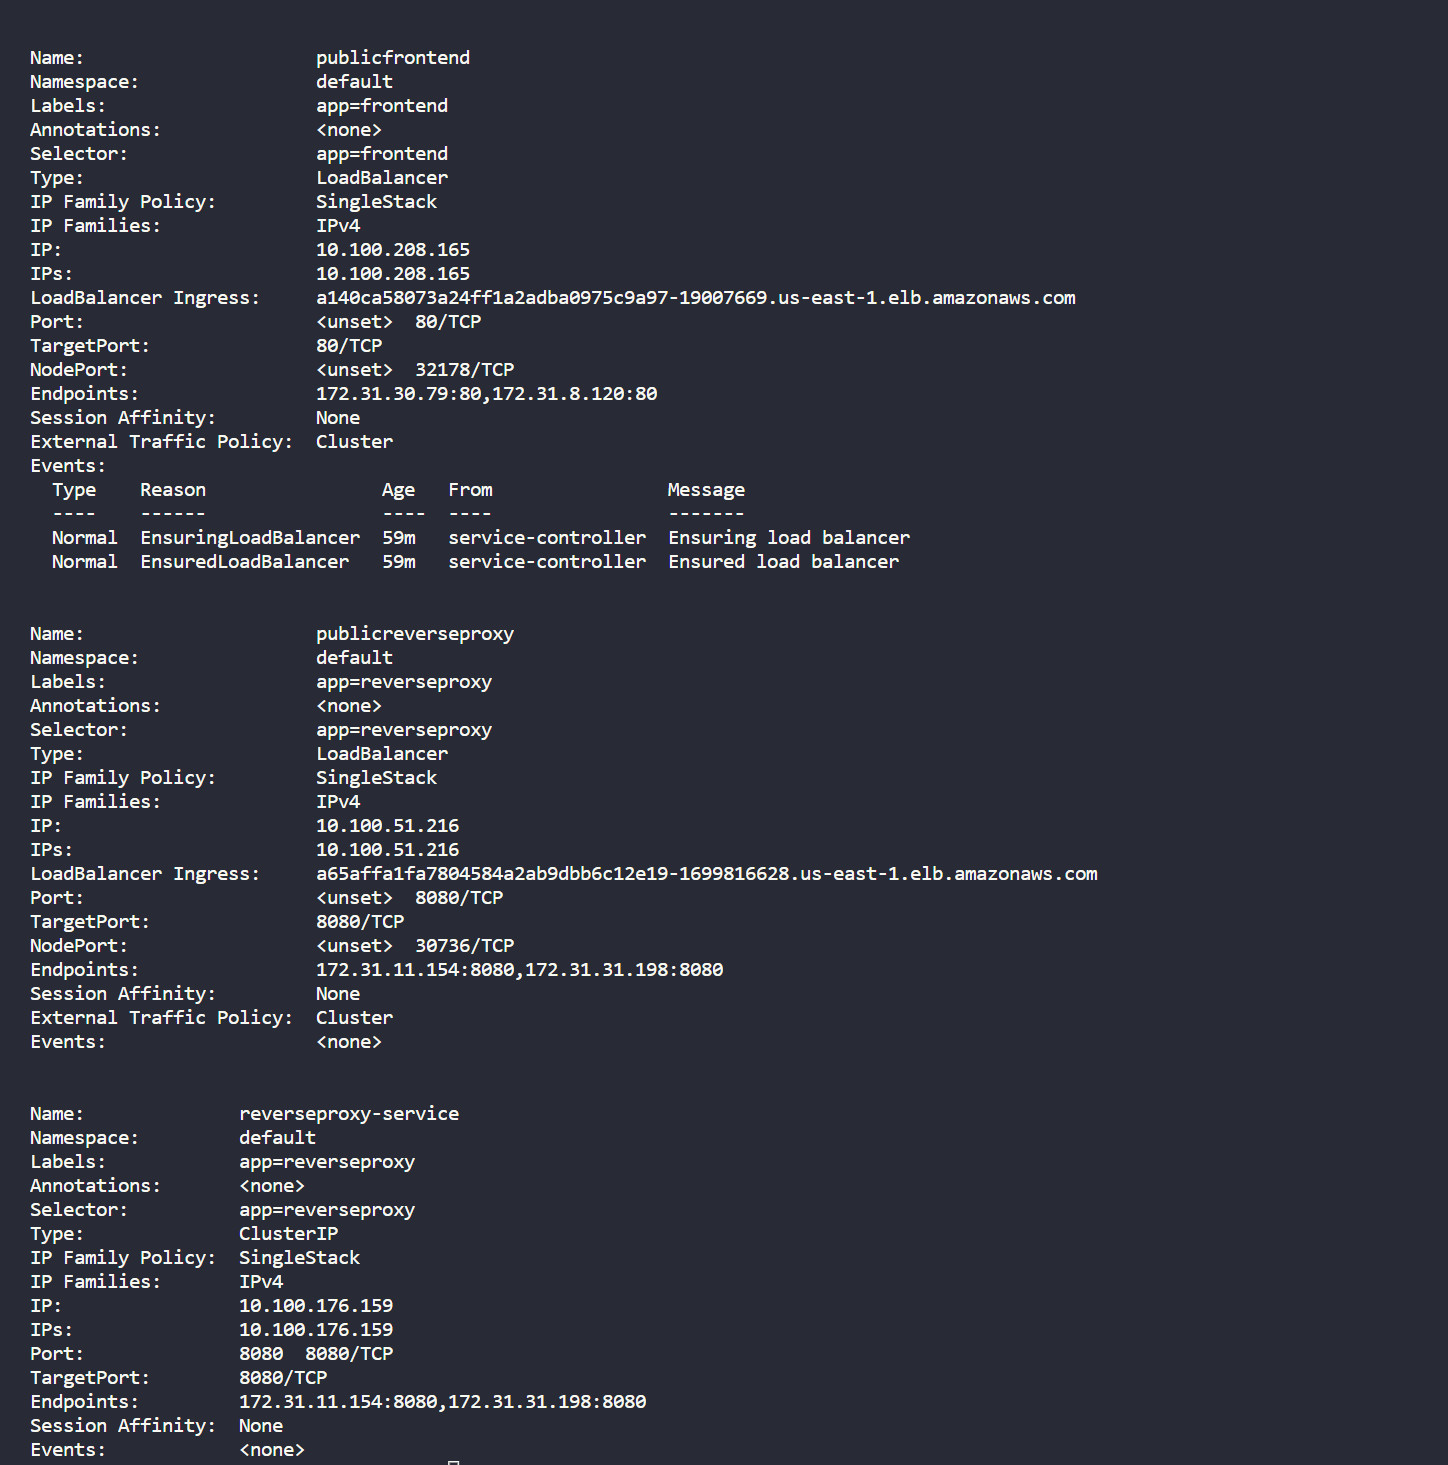 Name:                     publicfrontend
Namespace:                default
Labels:                   app=frontend
Annotations:              <none>
Selector:                 app=frontend
Type:                     LoadBalancer
IP Family Policy:         SingleStack
IP Families:              IPv4
IP:                       10.100.208.165
IPs:                      10.100.208.165
LoadBalancer Ingress:     a140ca58073a24ff1a2adba0975c9a97-19007669.us-east-1.elb.amazonaws.com
Port:                     <unset>  80/TCP
TargetPort:               80/TCP
NodePort:                 <unset>  32178/TCP
Endpoints:                172.31.30.79:80,172.31.8.120:80
Session Affinity:         None
External Traffic Policy:  Cluster
Events:
  Type    Reason                Age   From                Message
  ----    ------                ----  ----                -------
  Normal  EnsuringLoadBalancer  59m   service-controller  Ensuring load balancer
  Normal  EnsuredLoadBalancer   59m   service-controller  Ensured load balancer
Name:                     publicreverseproxy
Namespace:                default
Labels:                   app=reverseproxy
Annotations:              <none>
Selector:                 app=reverseproxy
Type:                     LoadBalancer
IP Family Policy:         SingleStack
IP Families:              IPv4
IP:                       10.100.51.216
IPs:                      10.100.51.216
LoadBalancer Ingress:     a65affa1fa7804584a2ab9dbb6c12e19-1699816628.us-east-1.elb.amazonaws.com
Port:                     <unset>  8080/TCP
TargetPort:               8080/TCP
NodePort:                 <unset>  30736/TCP
Endpoints:                172.31.11.154:8080,172.31.31.198:8080
Session Affinity:         None
External Traffic Policy:  Cluster
Events:                   <none>
Name:              reverseproxy-service
Namespace:         default
Labels:            app=reverseproxy
Annotations:       <none>
Selector:          app=reverseproxy
Type:              ClusterIP
IP Family Policy:  SingleStack
IP Families:       IPv4
IP:                10.100.176.159
IPs:               10.100.176.159
Port:              8080  8080/TCP
TargetPort:        8080/TCP
Endpoints:         172.31.11.154:8080,172.31.31.198:8080
Session Affinity:  None
Events:            <none>